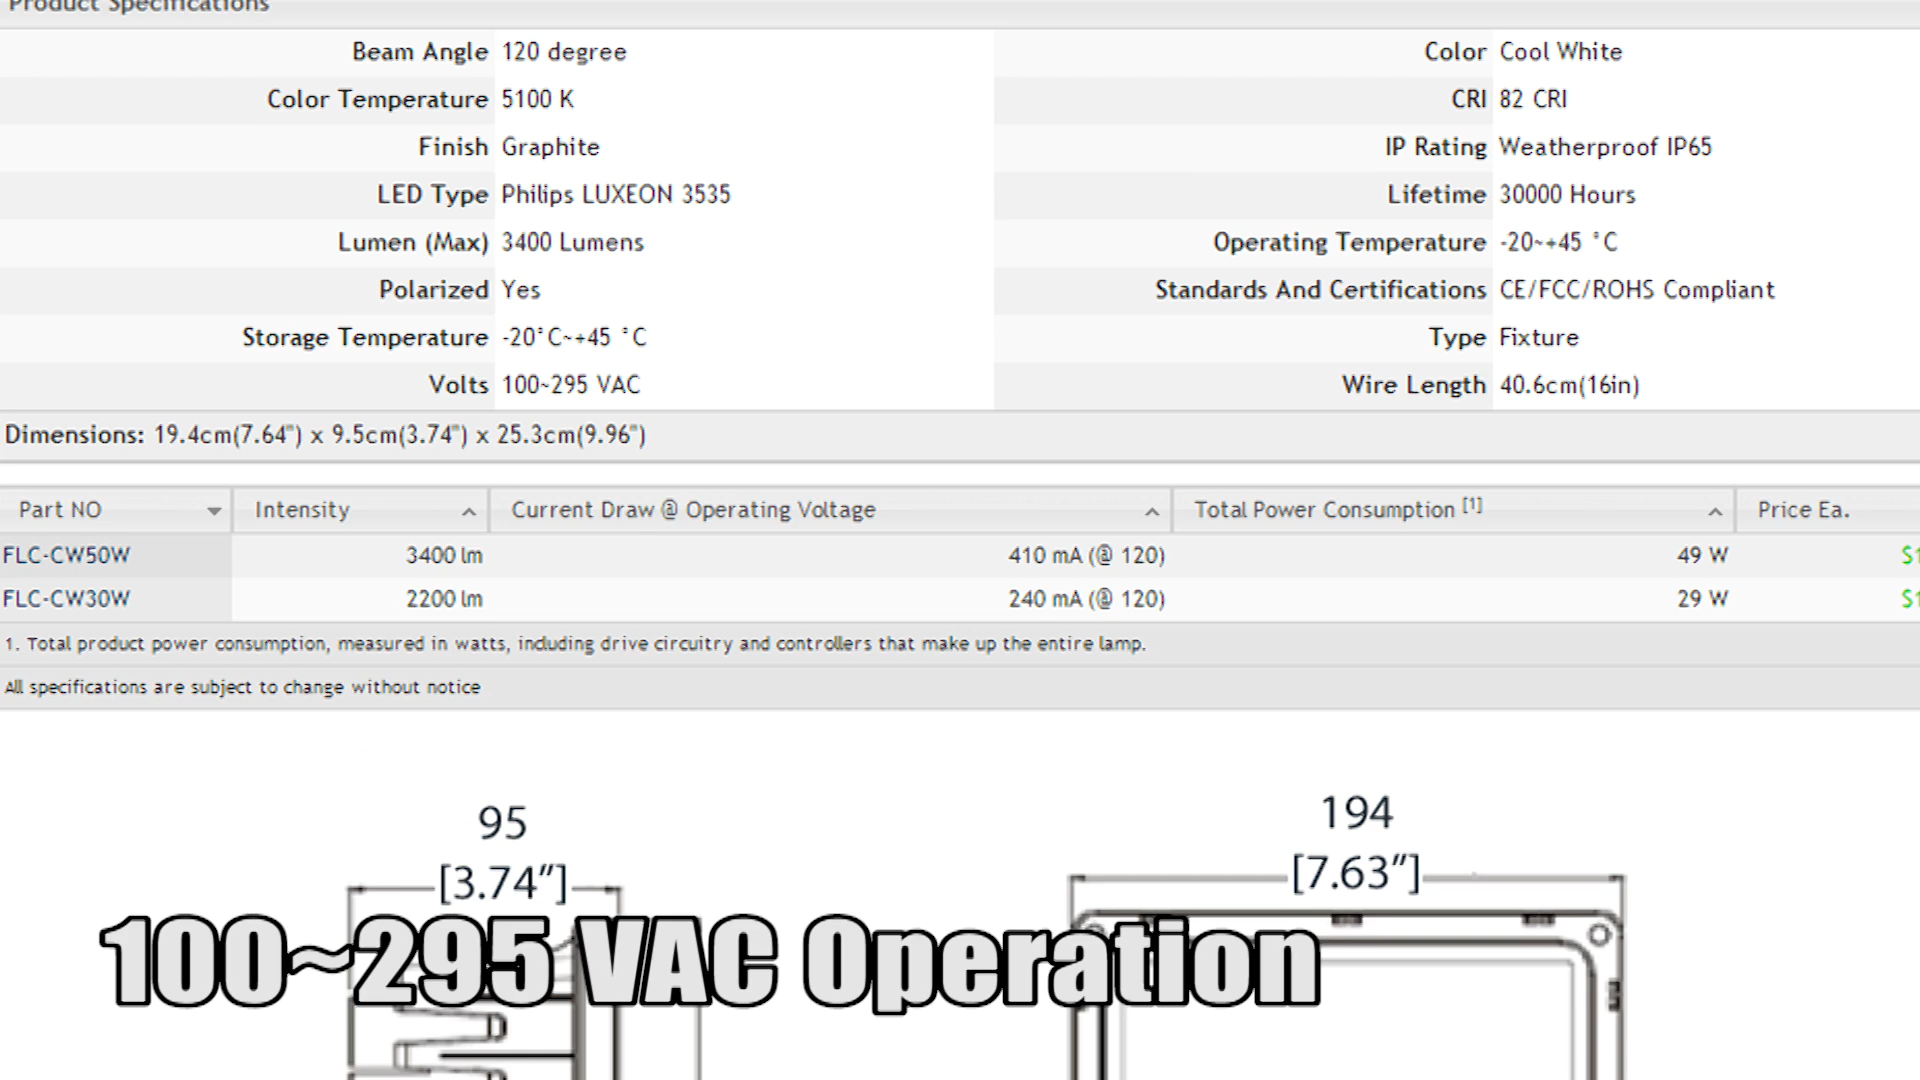 Product Specifications
Beam Angle 120 degree
Color Cool White
Color Temperature 5100 K
CRI 82 CRI
Finish Graphite
IP Rating Weatherproof IP65
LED Type Philips LUXEON 3535
Lifetime 30000 Hours
Lumen (Max) 3400 Lumens
Operating Temperature -20~+45 °C
Polarized Yes
Standards And Certifications CE/FCC/ROHS Compliant
Storage Temperature -20°C~+45 °C
Type Fixture
Volts 100~295 VAC
Wire Length 40.6cm(16in)
Dimensions: 19.4cm(7.64") x 9.5cm(3.74") x 25.3cm(9.96")
Part NO Intensity Current Draw @ Operating Voltage Total Power Consumption [1] Price Ea.
FLC-CW50W 3400 lm 410 mA (@ 120) 49 W
FLC-CW30W 2200 lm 240 mA (@ 120) 29 W
1. Total product power consumption, measured in watts, including drive circuitry and controllers that make up the entire lamp.
All specifications are subject to change without notice
95
[3.74”]
194
[7.63”]
100~295 VAC Operation